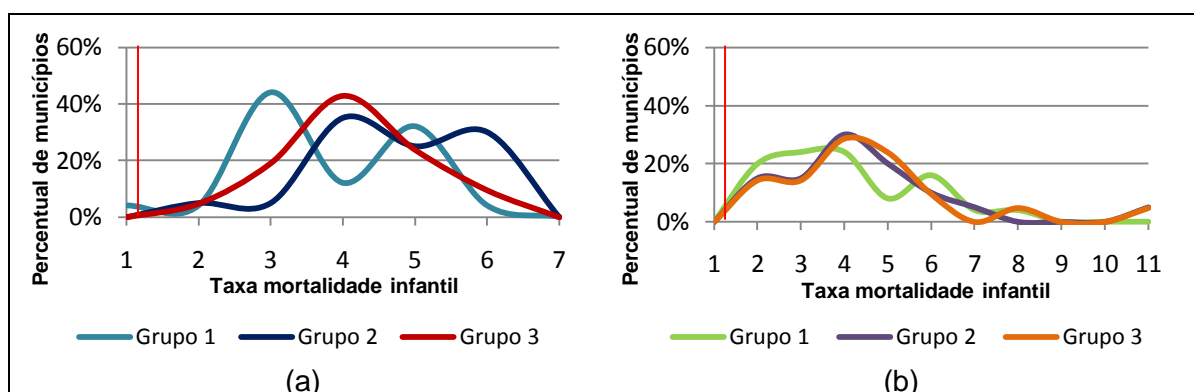 Percentual de municípios
60%
40%
20%
0%
1 2 3 4 5 6 7
Taxa mortalidade infantil
Grupo 1 Grupo 2 Grupo 3
(a)
Percentual de municípios
60%
40%
20%
0%
1 2 3 4 5 6 7 8 9 10 11
Taxa mortalidade infantil
Grupo 1 Grupo 2 Grupo 3
(b)